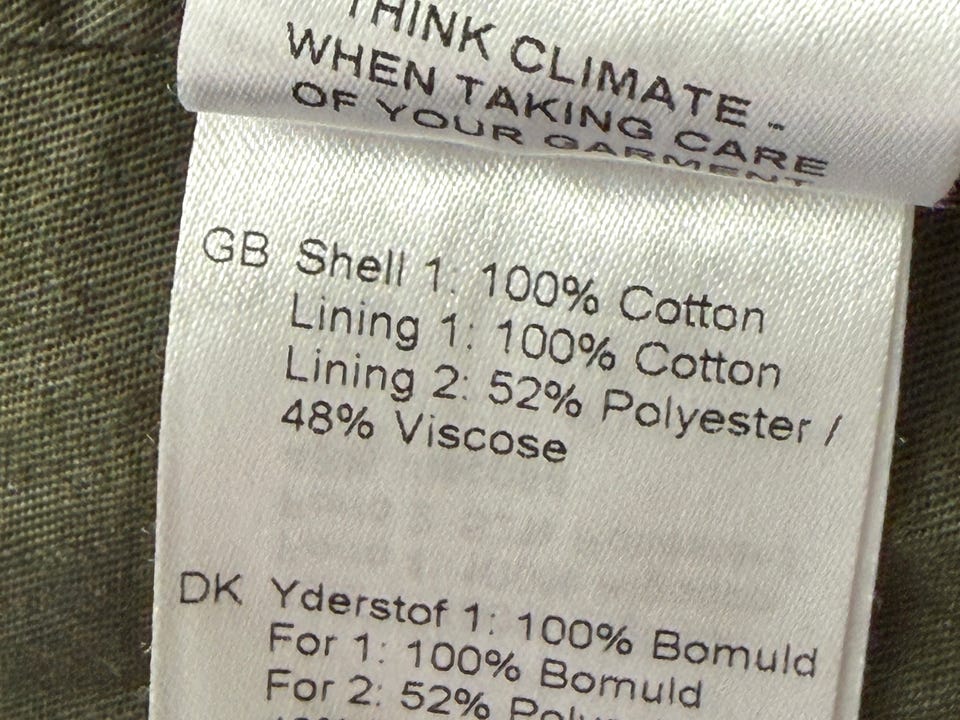 THINK CLIMATE -
WHEN TAKING CARE
OF YOUR GARMENT
GB Shell 1: 100% Cotton
Lining 1: 100% Cotton
Lining 2: 52% Polyester /
48% Viscose
DK Yderstof 1: 100% Bomuld
For 1: 100% Bomuld
For 2: 52%